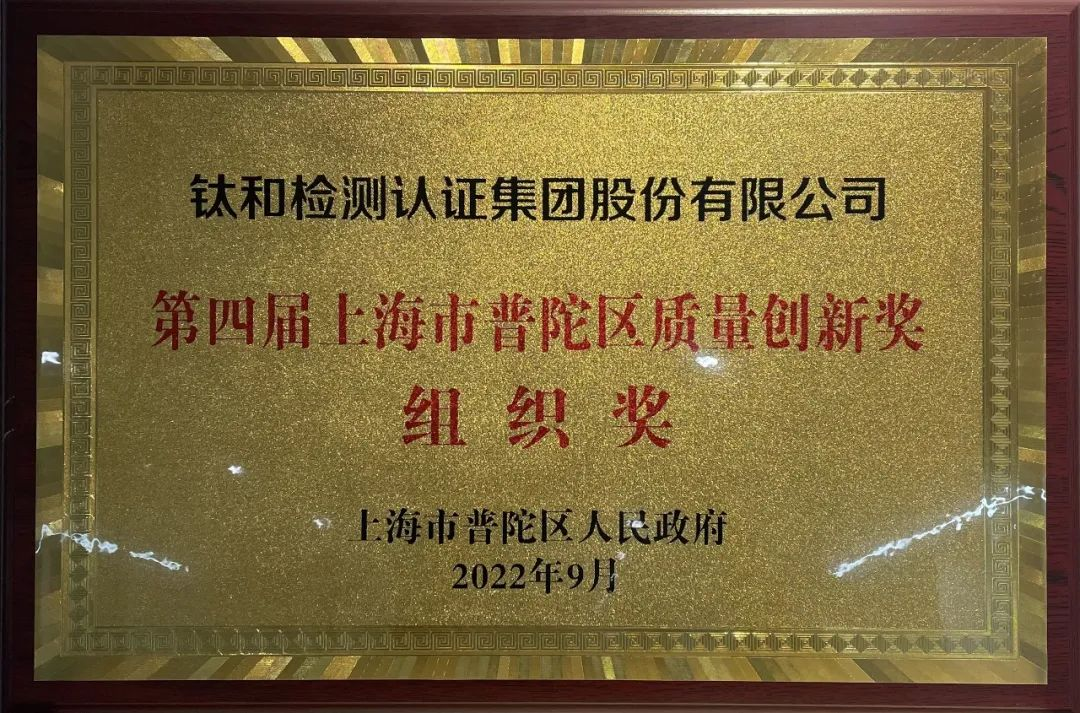 钛和检测认证集团股份有限公司
第四届上海市普陀区质量创新奖
组织奖
上海市普陀区人民政府
2022年9月